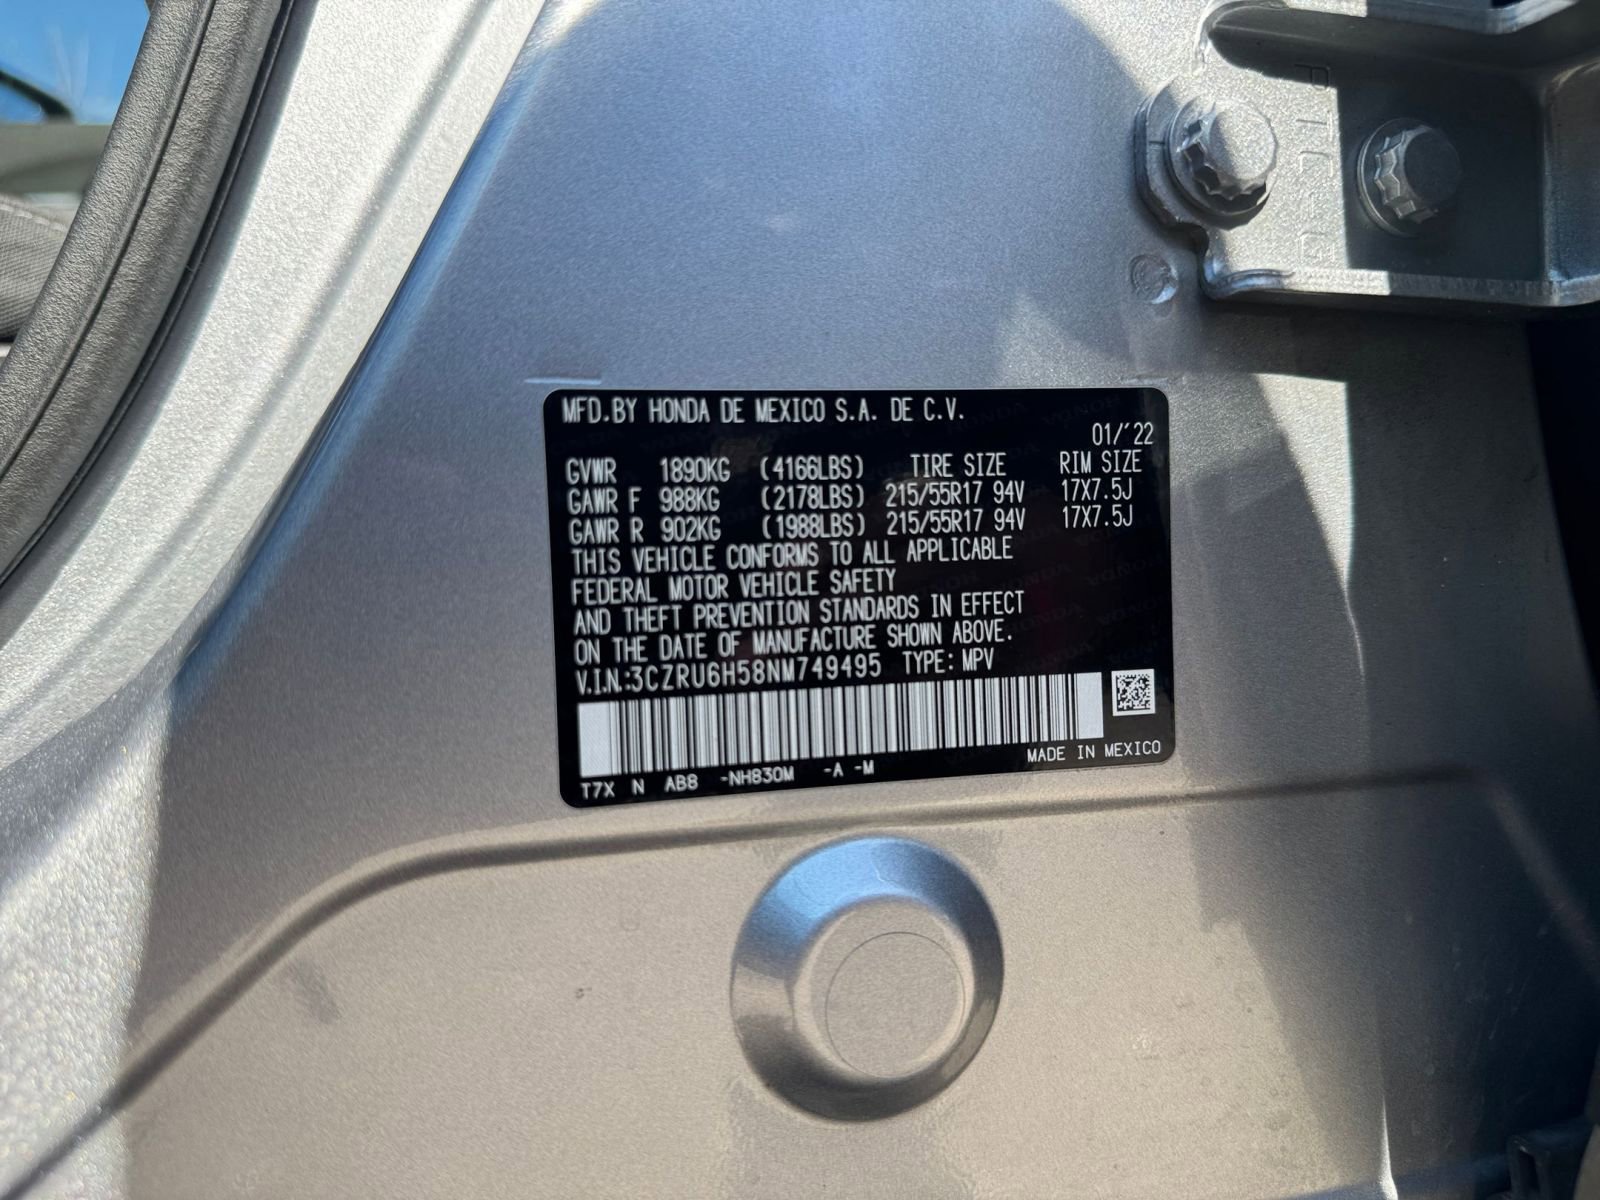 MFD.BY HONDA DE MEXICO S.A. DE C.V.
01/'22
GVWR 1890KG (4166LBS) TIRE SIZE RIM SIZE
GAWR F 988KG (2178LBS) 215/55R17 94V 17X7.5J
GAWR R 902KG (1988LBS) 215/55R17 94V 17X7.5J
THIS VEHICLE CONFORMS TO ALL APPLICABLE
FEDERAL MOTOR VEHICLE SAFETY
AND THEFT PREVENTION STANDARDS IN EFFECT
ON THE DATE OF MANUFACTURE SHOWN ABOVE.
V.I.N.:3CZRU6H58NM749495 TYPE: MPV
MADE IN MEXICO
T7X N AB8 -NH830M -A -M